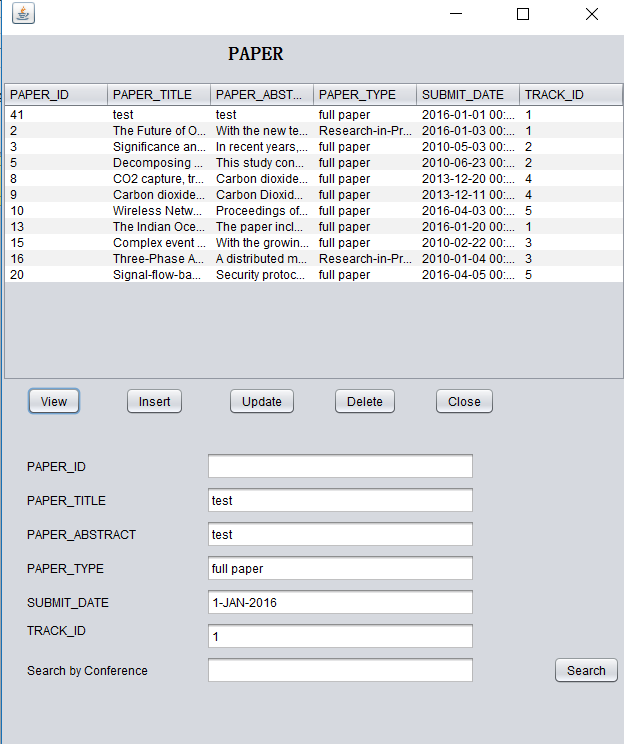 PAPER
PAPER_ID PAPER_TITLE PAPER_ABST... PAPER_TYPE SUBMIT_DATE TRACK_ID
41 test test full paper 2016-01-01 00:... 1
2 The Future of O... With the new te... Research-in-Pr... 2016-01-03 00:... 1
3 Significance an... In recent years,... full paper 2010-05-03 00:... 2
5 Decomposing ... This study con... full paper 2010-06-23 00:... 2
8 CO2 capture, tr... Carbon dioxide... full paper 2013-12-20 00:... 4
9 Carbon dioxide... Carbon Dioxid... full paper 2013-12-11 00:... 4
10 Wireless Netw... Proceedings of... full paper 2016-04-03 00:... 5
13 The Indian Oce... The paper incl... full paper 2016-01-20 00:... 1
15 Complex event ... With the growin... full paper 2010-02-22 00:... 3
16 Three-Phase A... A distributed m... Research-in-Pr... 2010-01-04 00:... 3
20 Signal-flow-ba... Security protoc... full paper 2016-04-05 00:... 5
View Insert Update Delete Close
PAPER_ID
PAPER_TITLE test
PAPER_ABSTRACT test
PAPER_TYPE full paper
SUBMIT_DATE 1-JAN-2016
TRACK_ID 1
Search by Conference Search